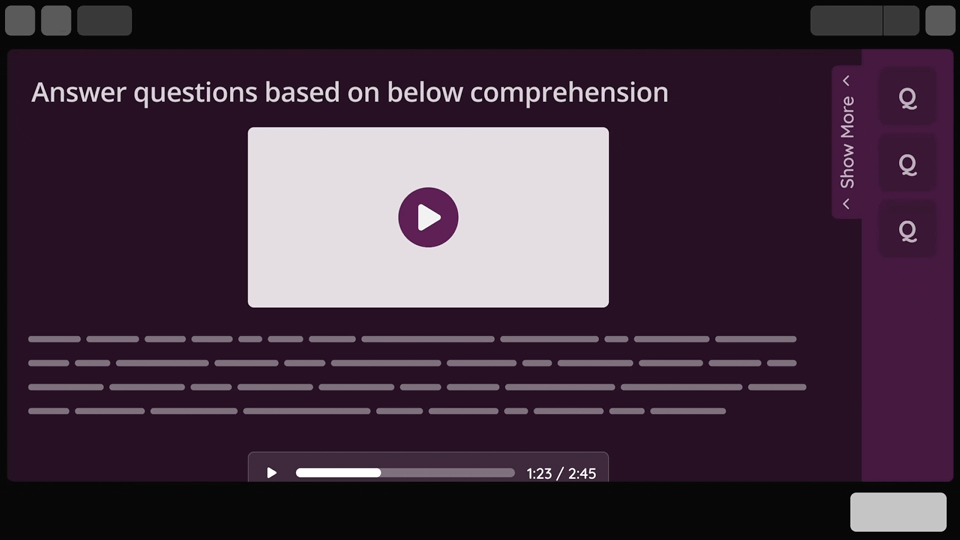 Answer questions based on below comprehension
Show More
Q
Q
Q
1:23 / 2:45